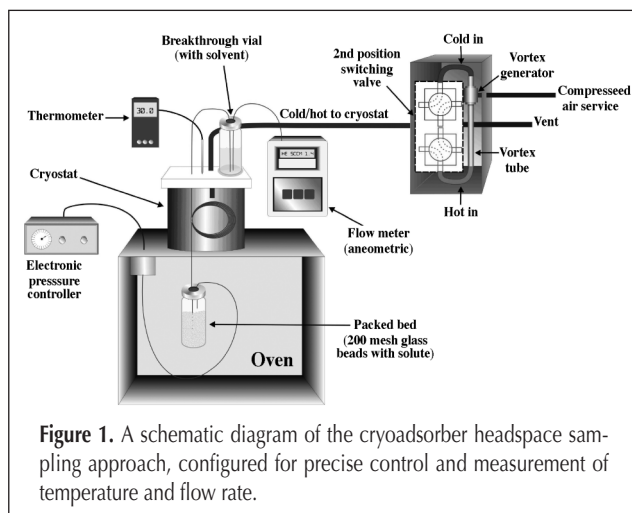 Breakthrough vial
(with solvent)
Thermometer
30.0
Cryostat
Electronic
presssure
controller
Cold/hot to cryostat
Flow meter
(aneometric)
Packed bed
(200 mesh glass
beads with solute)
Oven
2nd position
switching
valve
Cold in
Vortex
generator
Compresseed
air service
Vent
Vortex
tube
Hot in
Figure 1. A schematic diagram of the cryoadsorber headspace sam-
pling approach, configured for precise control and measurement of
temperature and flow rate.